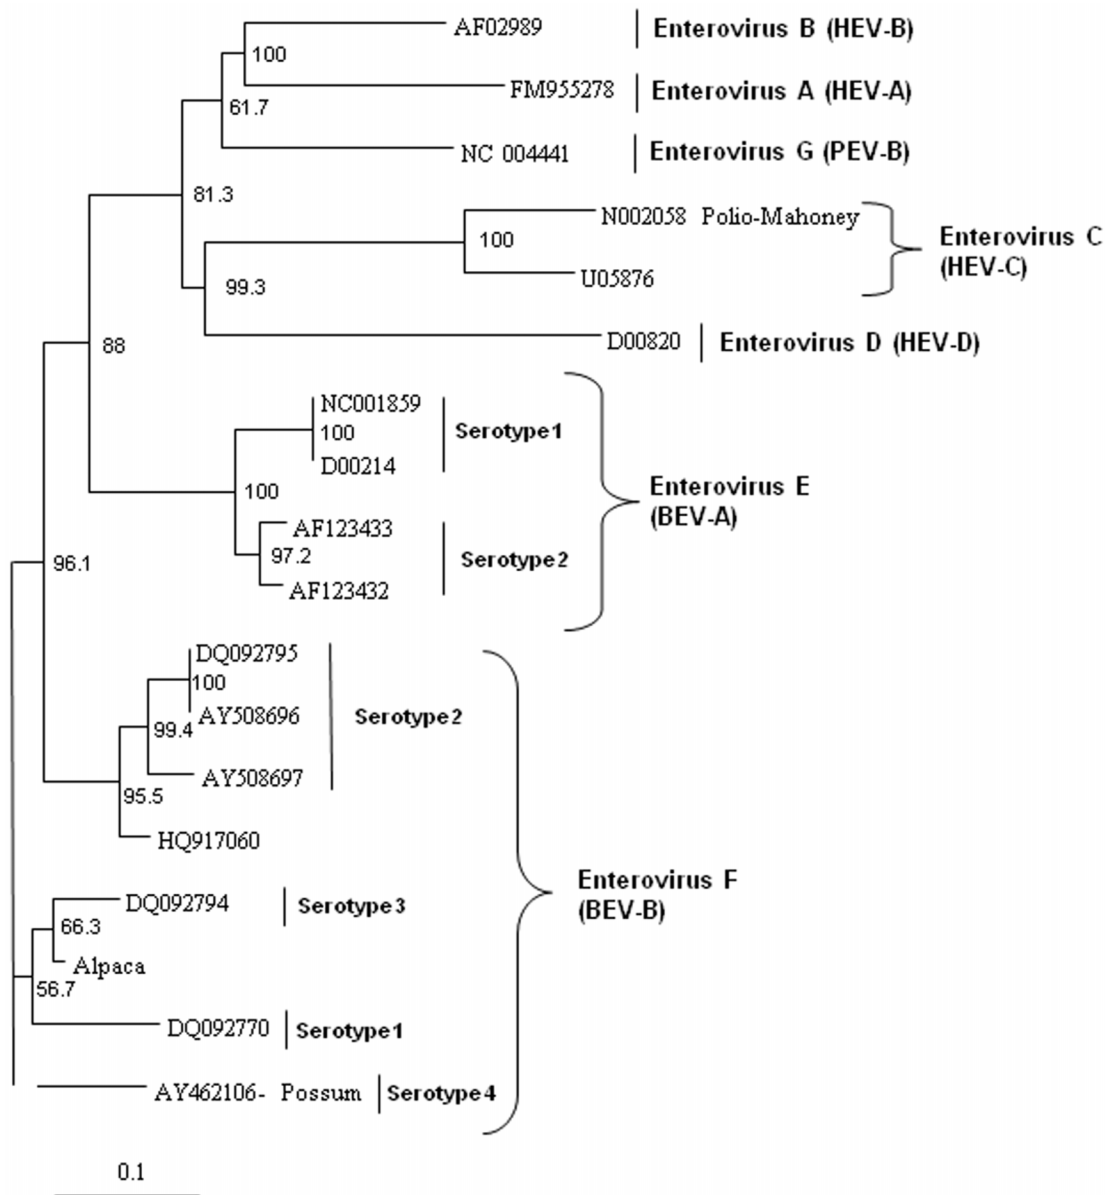 AF02989 Enterovirus B (HEV-B)
100
FM955278 Enterovirus A (HEV-A)
61.7
NC 004441 Enterovirus G (PEV-B)
81.3
N002058 Polio-Mahoney
100
Enterovirus C
(HEV-C)
U05876
99.3
D00820 Enterovirus D (HEV-D)
88
NC001859
100
Serotype1
D00214
100
Enterovirus E
(BEV-A)
AF123433
97.2
Serotype2
AF123432
96.1
DQ092795
100
AY508696
Serotype2
99.4
AY508697
95.5
HQ917060
Enterovirus F
(BEV-B)
DQ092794 Serotype3
66.3
Alpaca
56.7
DQ092770 Serotype1
AY462106- Possum Serotype4
0.1